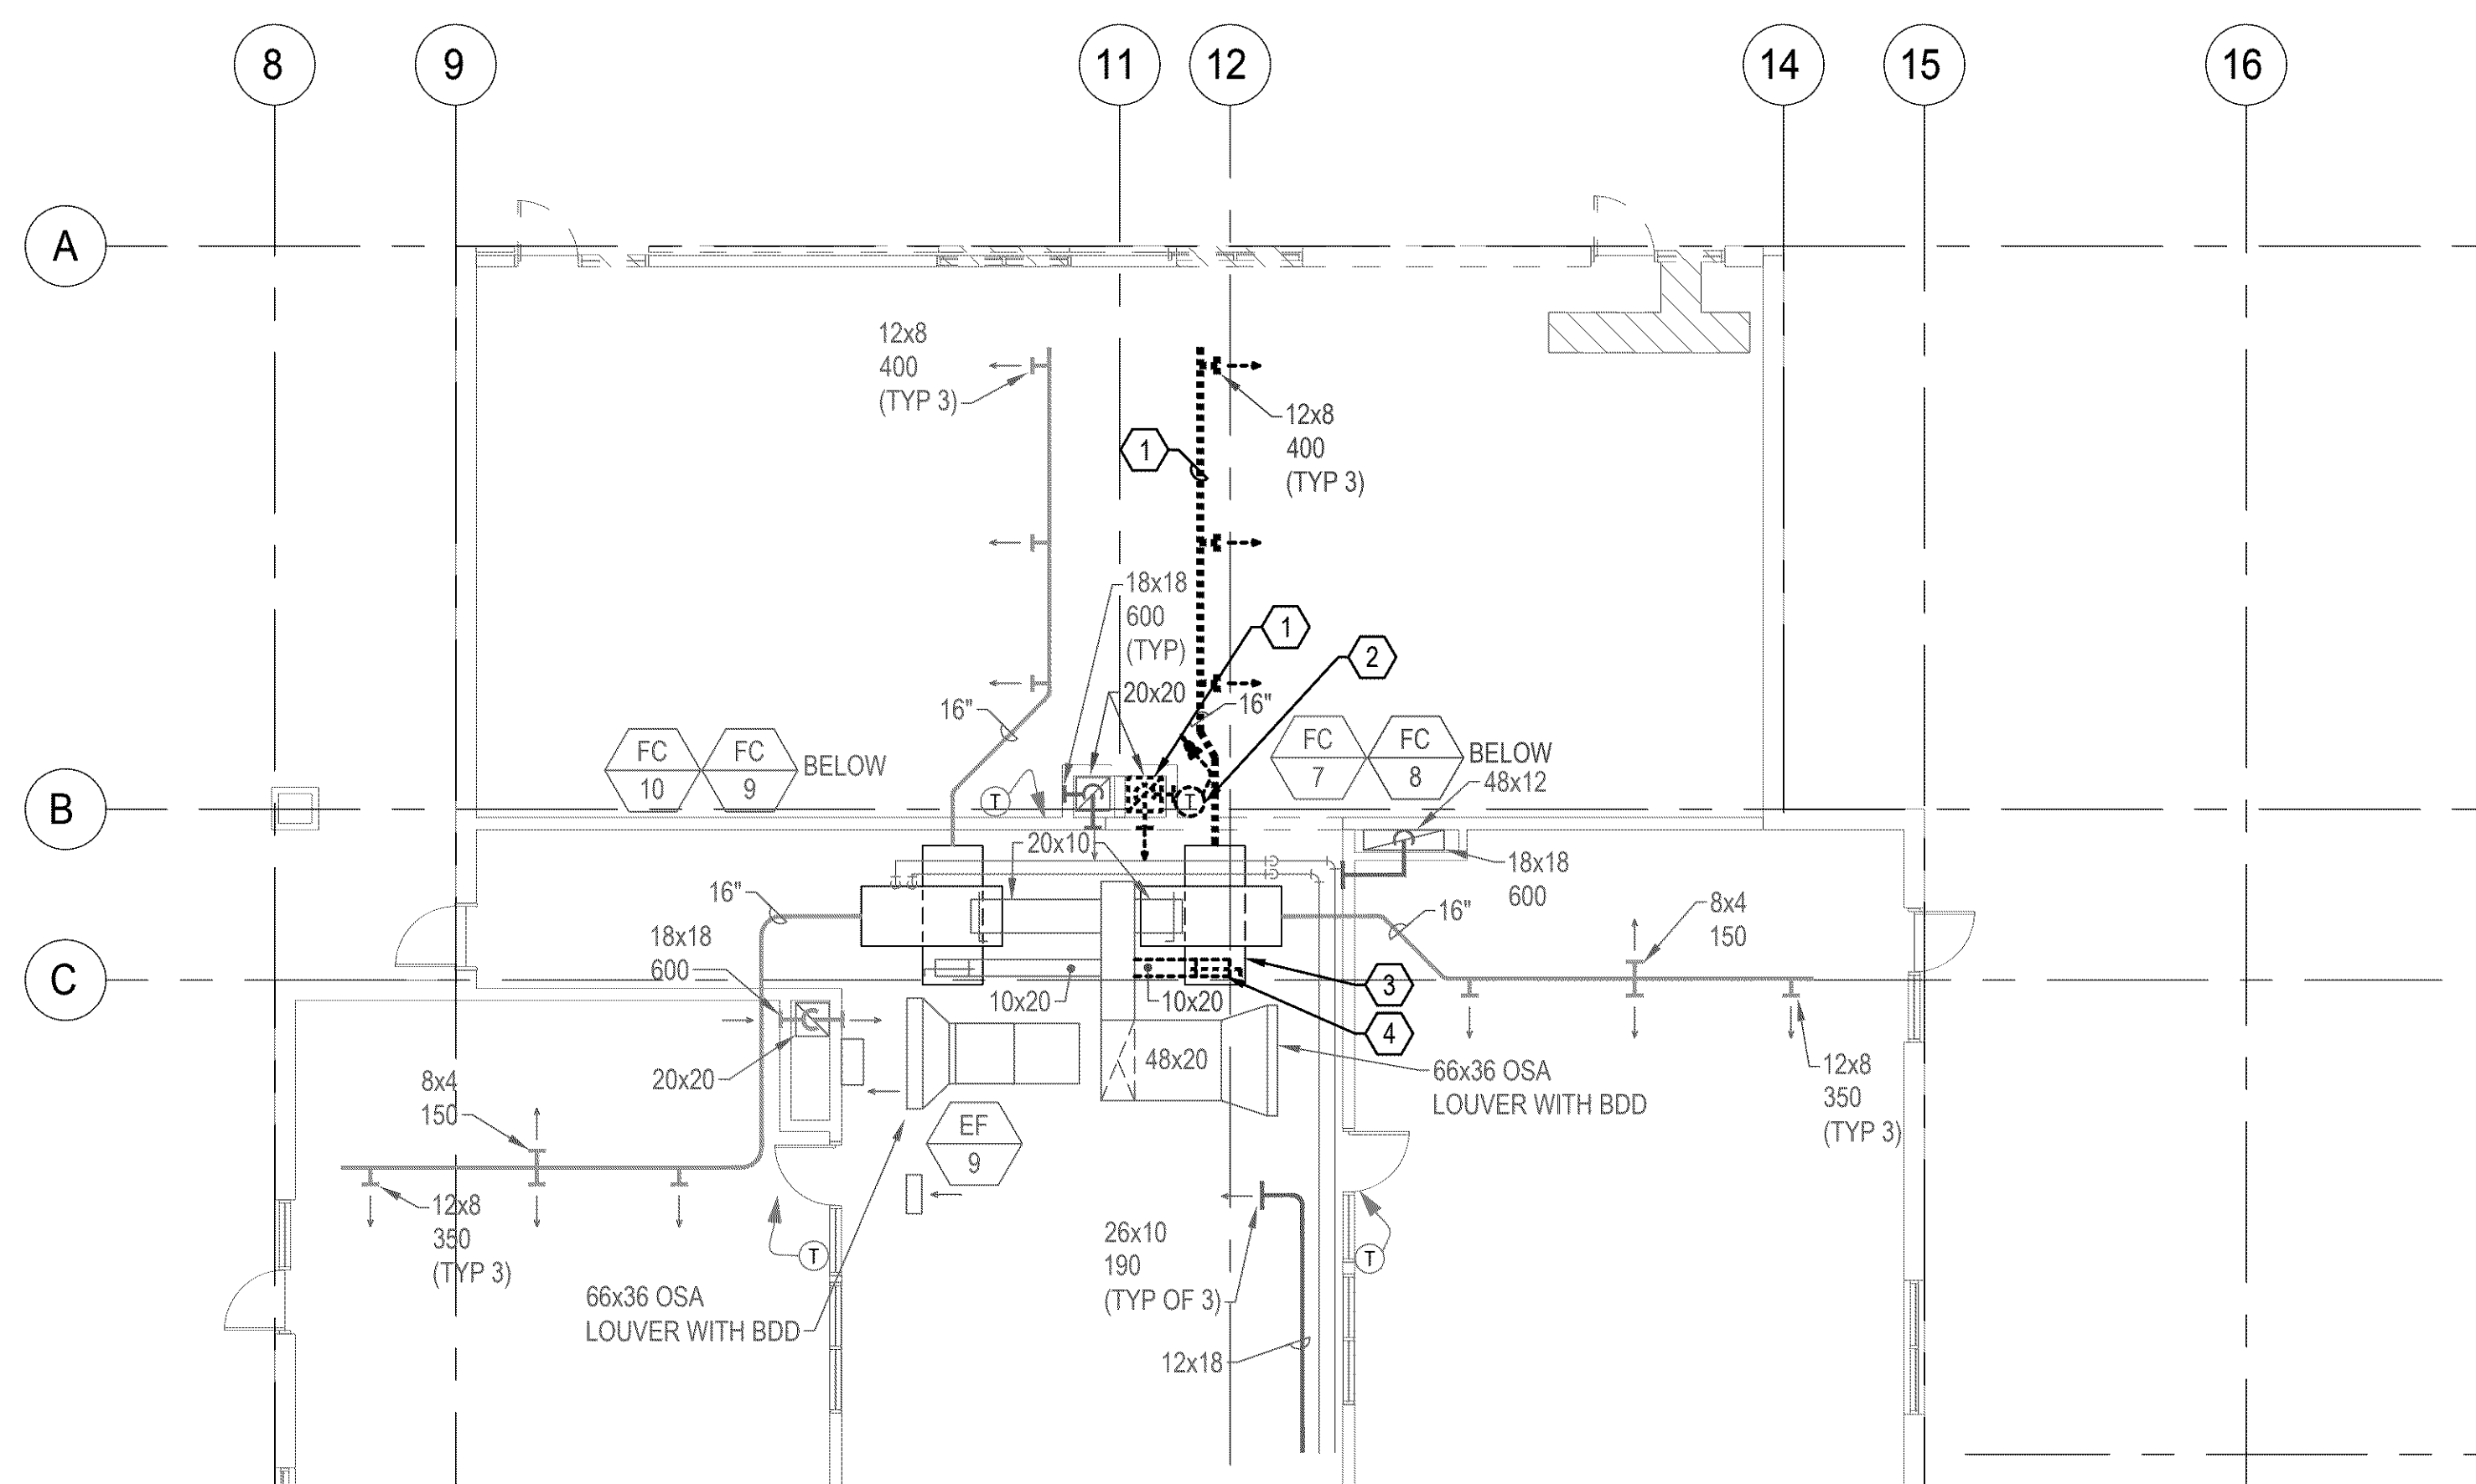 8
9
11
12
14
15
16
A
12x8
400
(TYP 3)
12x8
400
(TYP 3)
1
18x18
600
(TYP)
20x20
1
2
16"
16"
FC
10
FC
9
BELOW
FC
7
FC
8
BELOW
48x12
B
T
T
20x10
18x18
600
16"
16"
8x4
150
18x18
600
C
10x20
10x20
3
4
20x20
48x20
66x36 OSA
LOUVER WITH BDD
12x8
350
(TYP 3)
8x4
150
EF
9
12x8
350
(TYP 3)
T
T
26x10
190
(TYP OF 3)
66x36 OSA
LOUVER WITH BDD
12x18